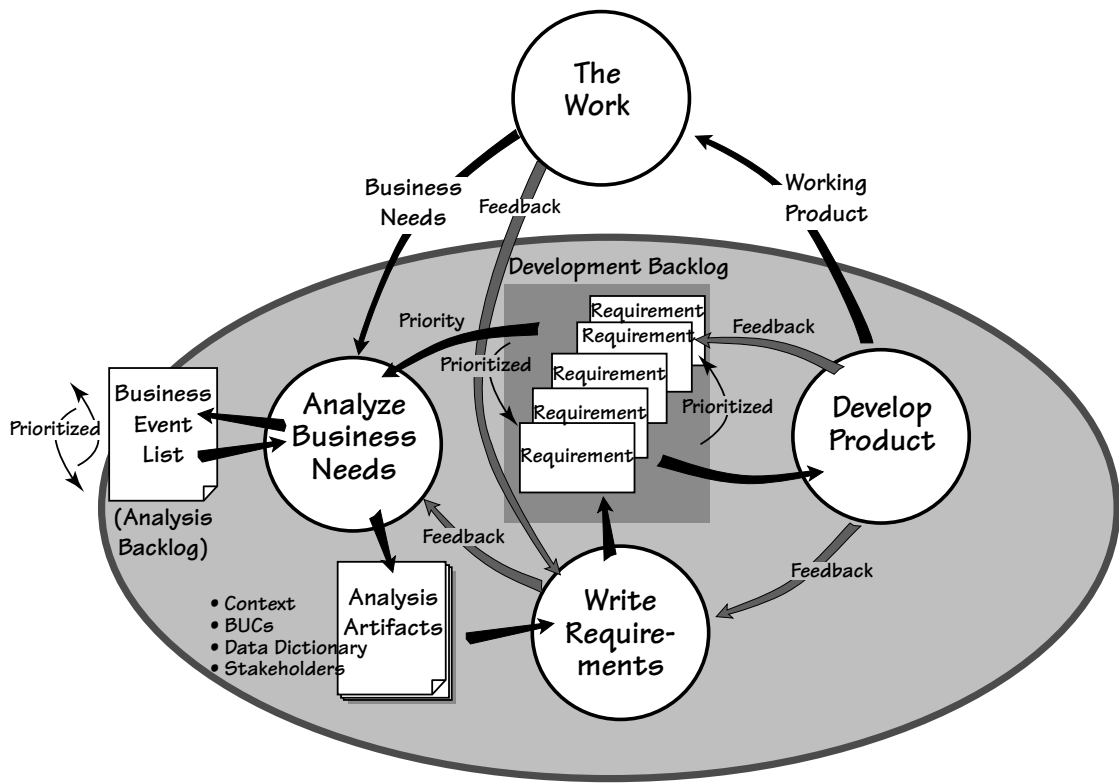 The
Work
Business
Needs
Feedback
Working
Product
Development Backlog
Priority
Requirement
Requirement
Requirement
Requirement
Requirement
Prioritized
Prioritized
Feedback
Prioritized
Business
Event
List
(Analysis
Backlog)
Analyze
Business
Needs
Develop
Product
Feedback
Feedback
• Context
• BUCs
• Data Dictionary
• Stakeholders
Analysis
Artifacts
Write
Require-
ments